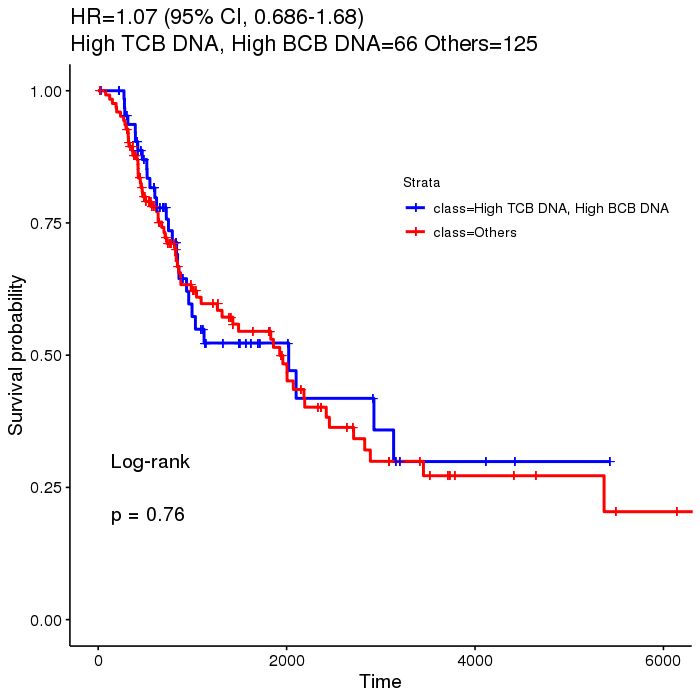 HR=1.07 (95% CI, 0.686-1.68)
High TCB DNA, High BCB DNA=66 Others=125
Survival probability
1.00
0.75
0.50
0.25
0.00
Strata
class=High TCB DNA, High BCB DNA
class=Others
Log-rank
p = 0.76
0 2000 4000 6000
Time